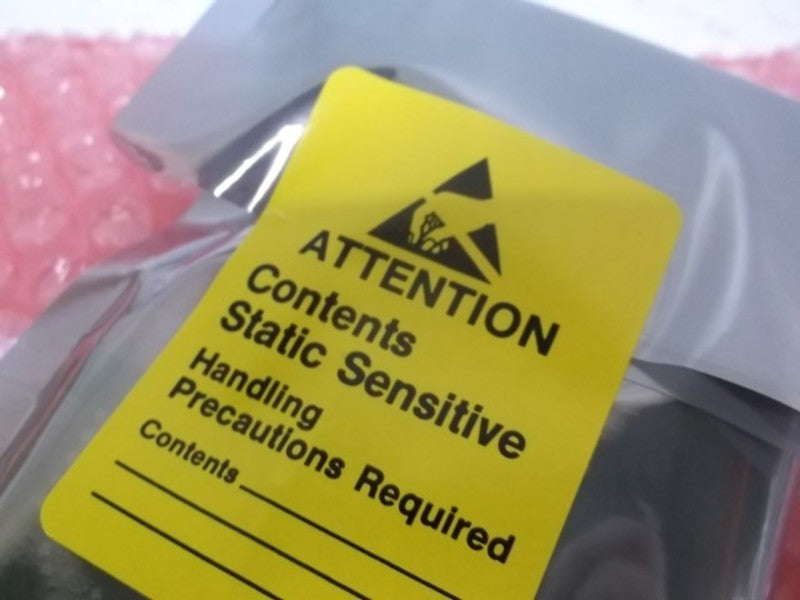 ATTENTION
Contents
Static Sensitive
Handling
Precautions Required
Contents